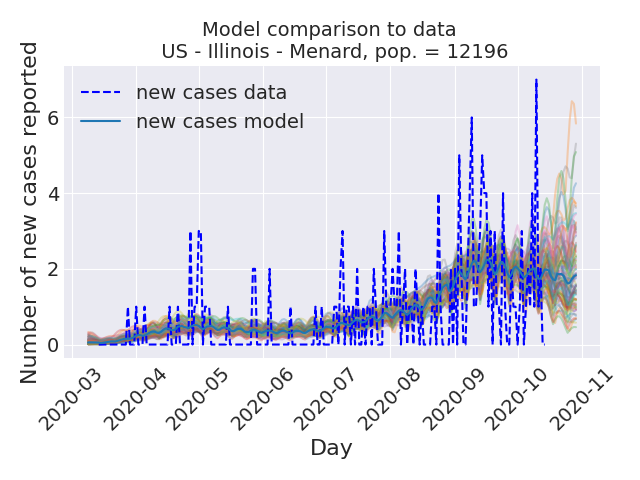 Model comparison to data
US - Illinois - Menard, pop. = 12196
new cases data
new cases model
Number of new cases reported
6
4
2
0
2020-03
2020-04
2020-05
2020-06
2020-07
2020-08
2020-09
2020-10
2020-11
Day